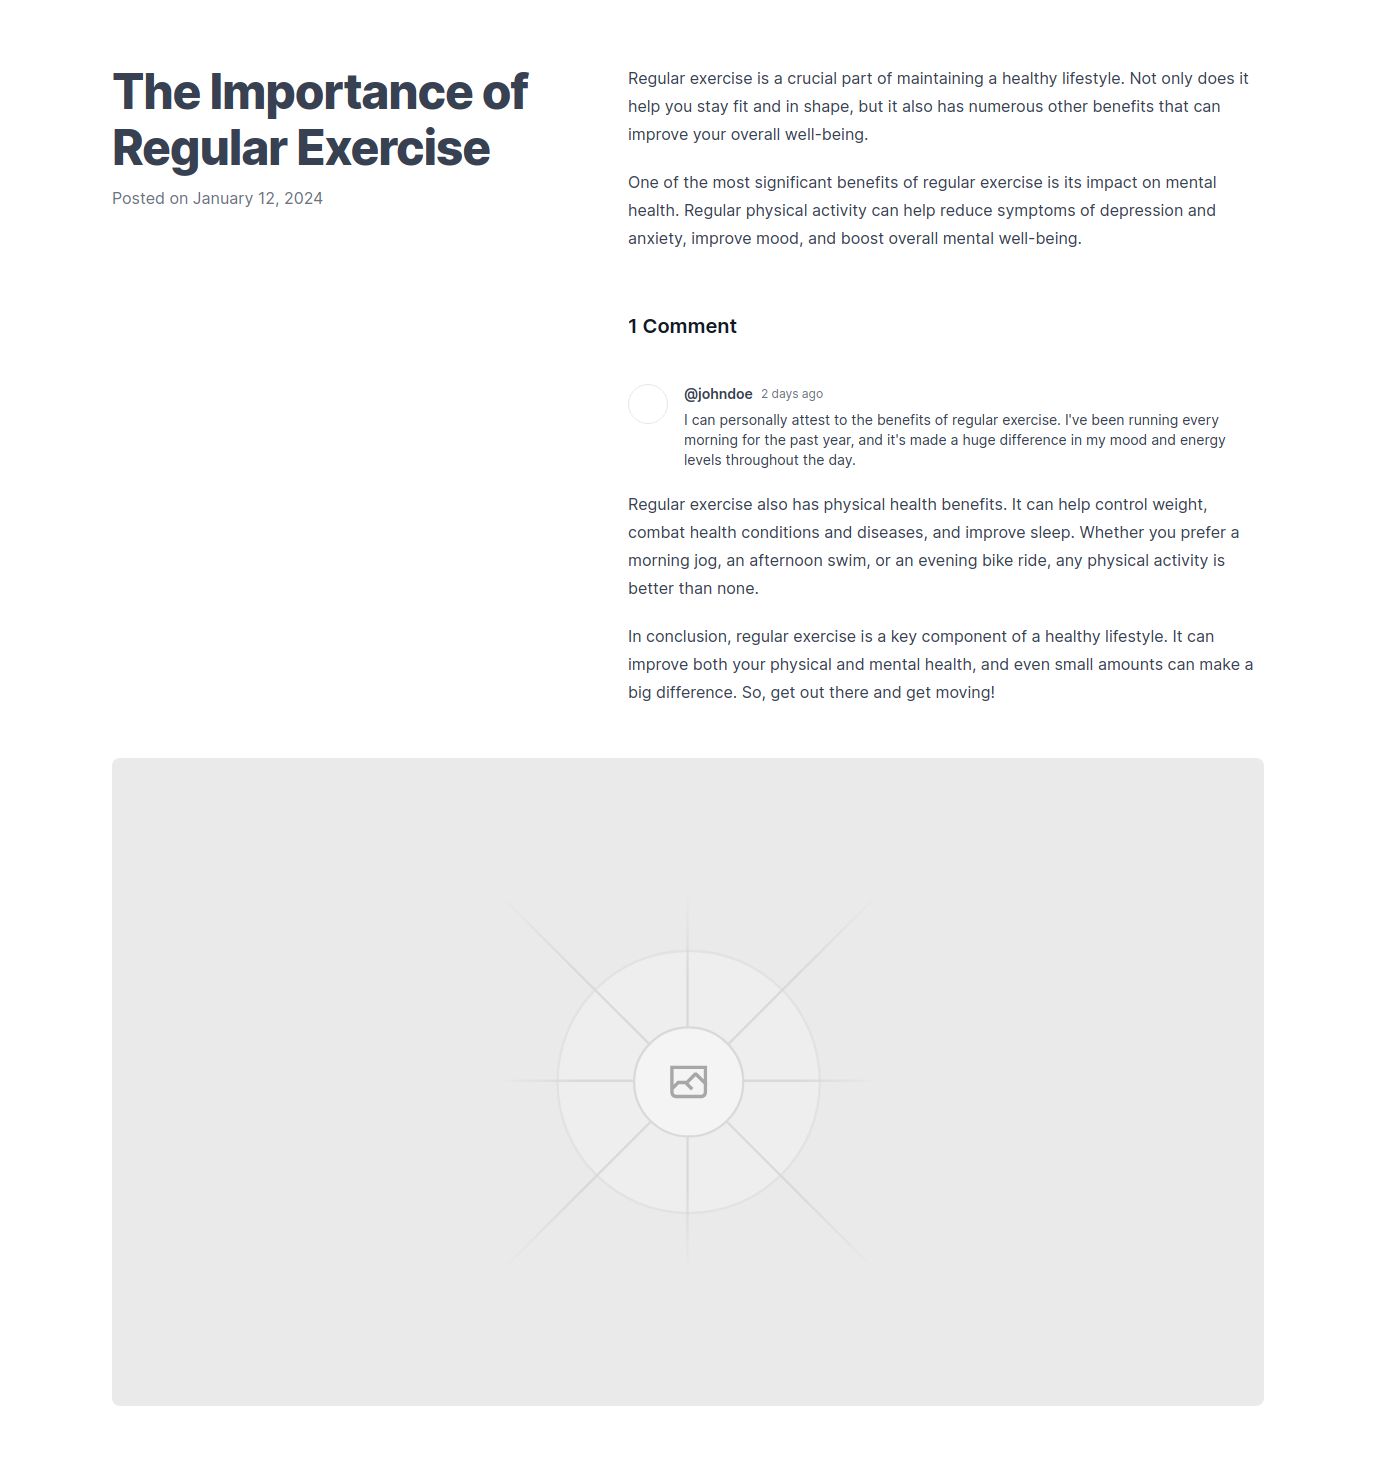 The Importance of
Regular Exercise
Posted on January 12, 2024
Regular exercise is a crucial part of maintaining a healthy lifestyle. Not only does it
help you stay fit and in shape, but it also has numerous other benefits that can
improve your overall well-being.
One of the most significant benefits of regular exercise is its impact on mental
health. Regular physical activity can help reduce symptoms of depression and
anxiety, improve mood, and boost overall mental well-being.
1 Comment
@johndoe 2 days ago
I can personally attest to the benefits of regular exercise. I've been running every
morning for the past year, and it's made a huge difference in my mood and energy
levels throughout the day.
Regular exercise also has physical health benefits. It can help control weight,
combat health conditions and diseases, and improve sleep. Whether you prefer a
morning jog, an afternoon swim, or an evening bike ride, any physical activity is
better than none.
In conclusion, regular exercise is a key component of a healthy lifestyle. It can
improve both your physical and mental health, and even small amounts can make a
big difference. So, get out there and get moving!